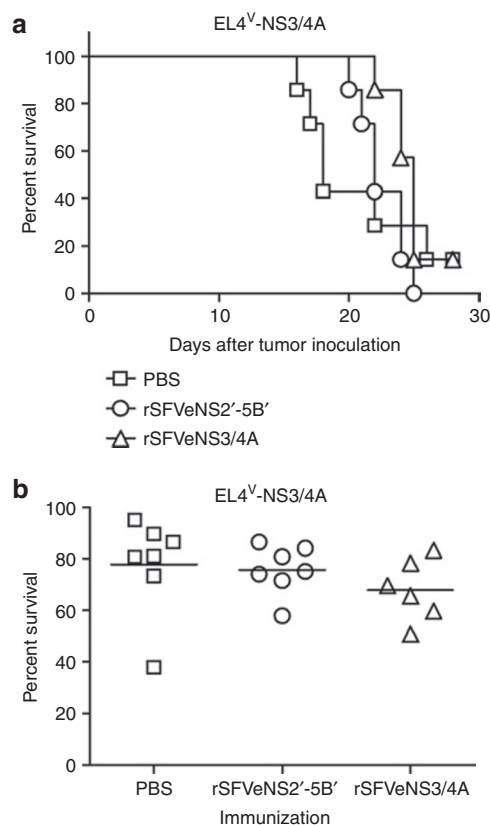 a
EL4ⱽ-NS3/4A
100
80
60
40
20
0
Percent survival
0 10 20 30
Days after tumor inoculation
PBS
rSFVeNS2′-5B′
rSFVeNS3/4A
b
EL4ⱽ-NS3/4A
100
80
60
40
20
0
Percent survival
PBS rSFVeNS2′-5B′ rSFVeNS3/4A
Immunization